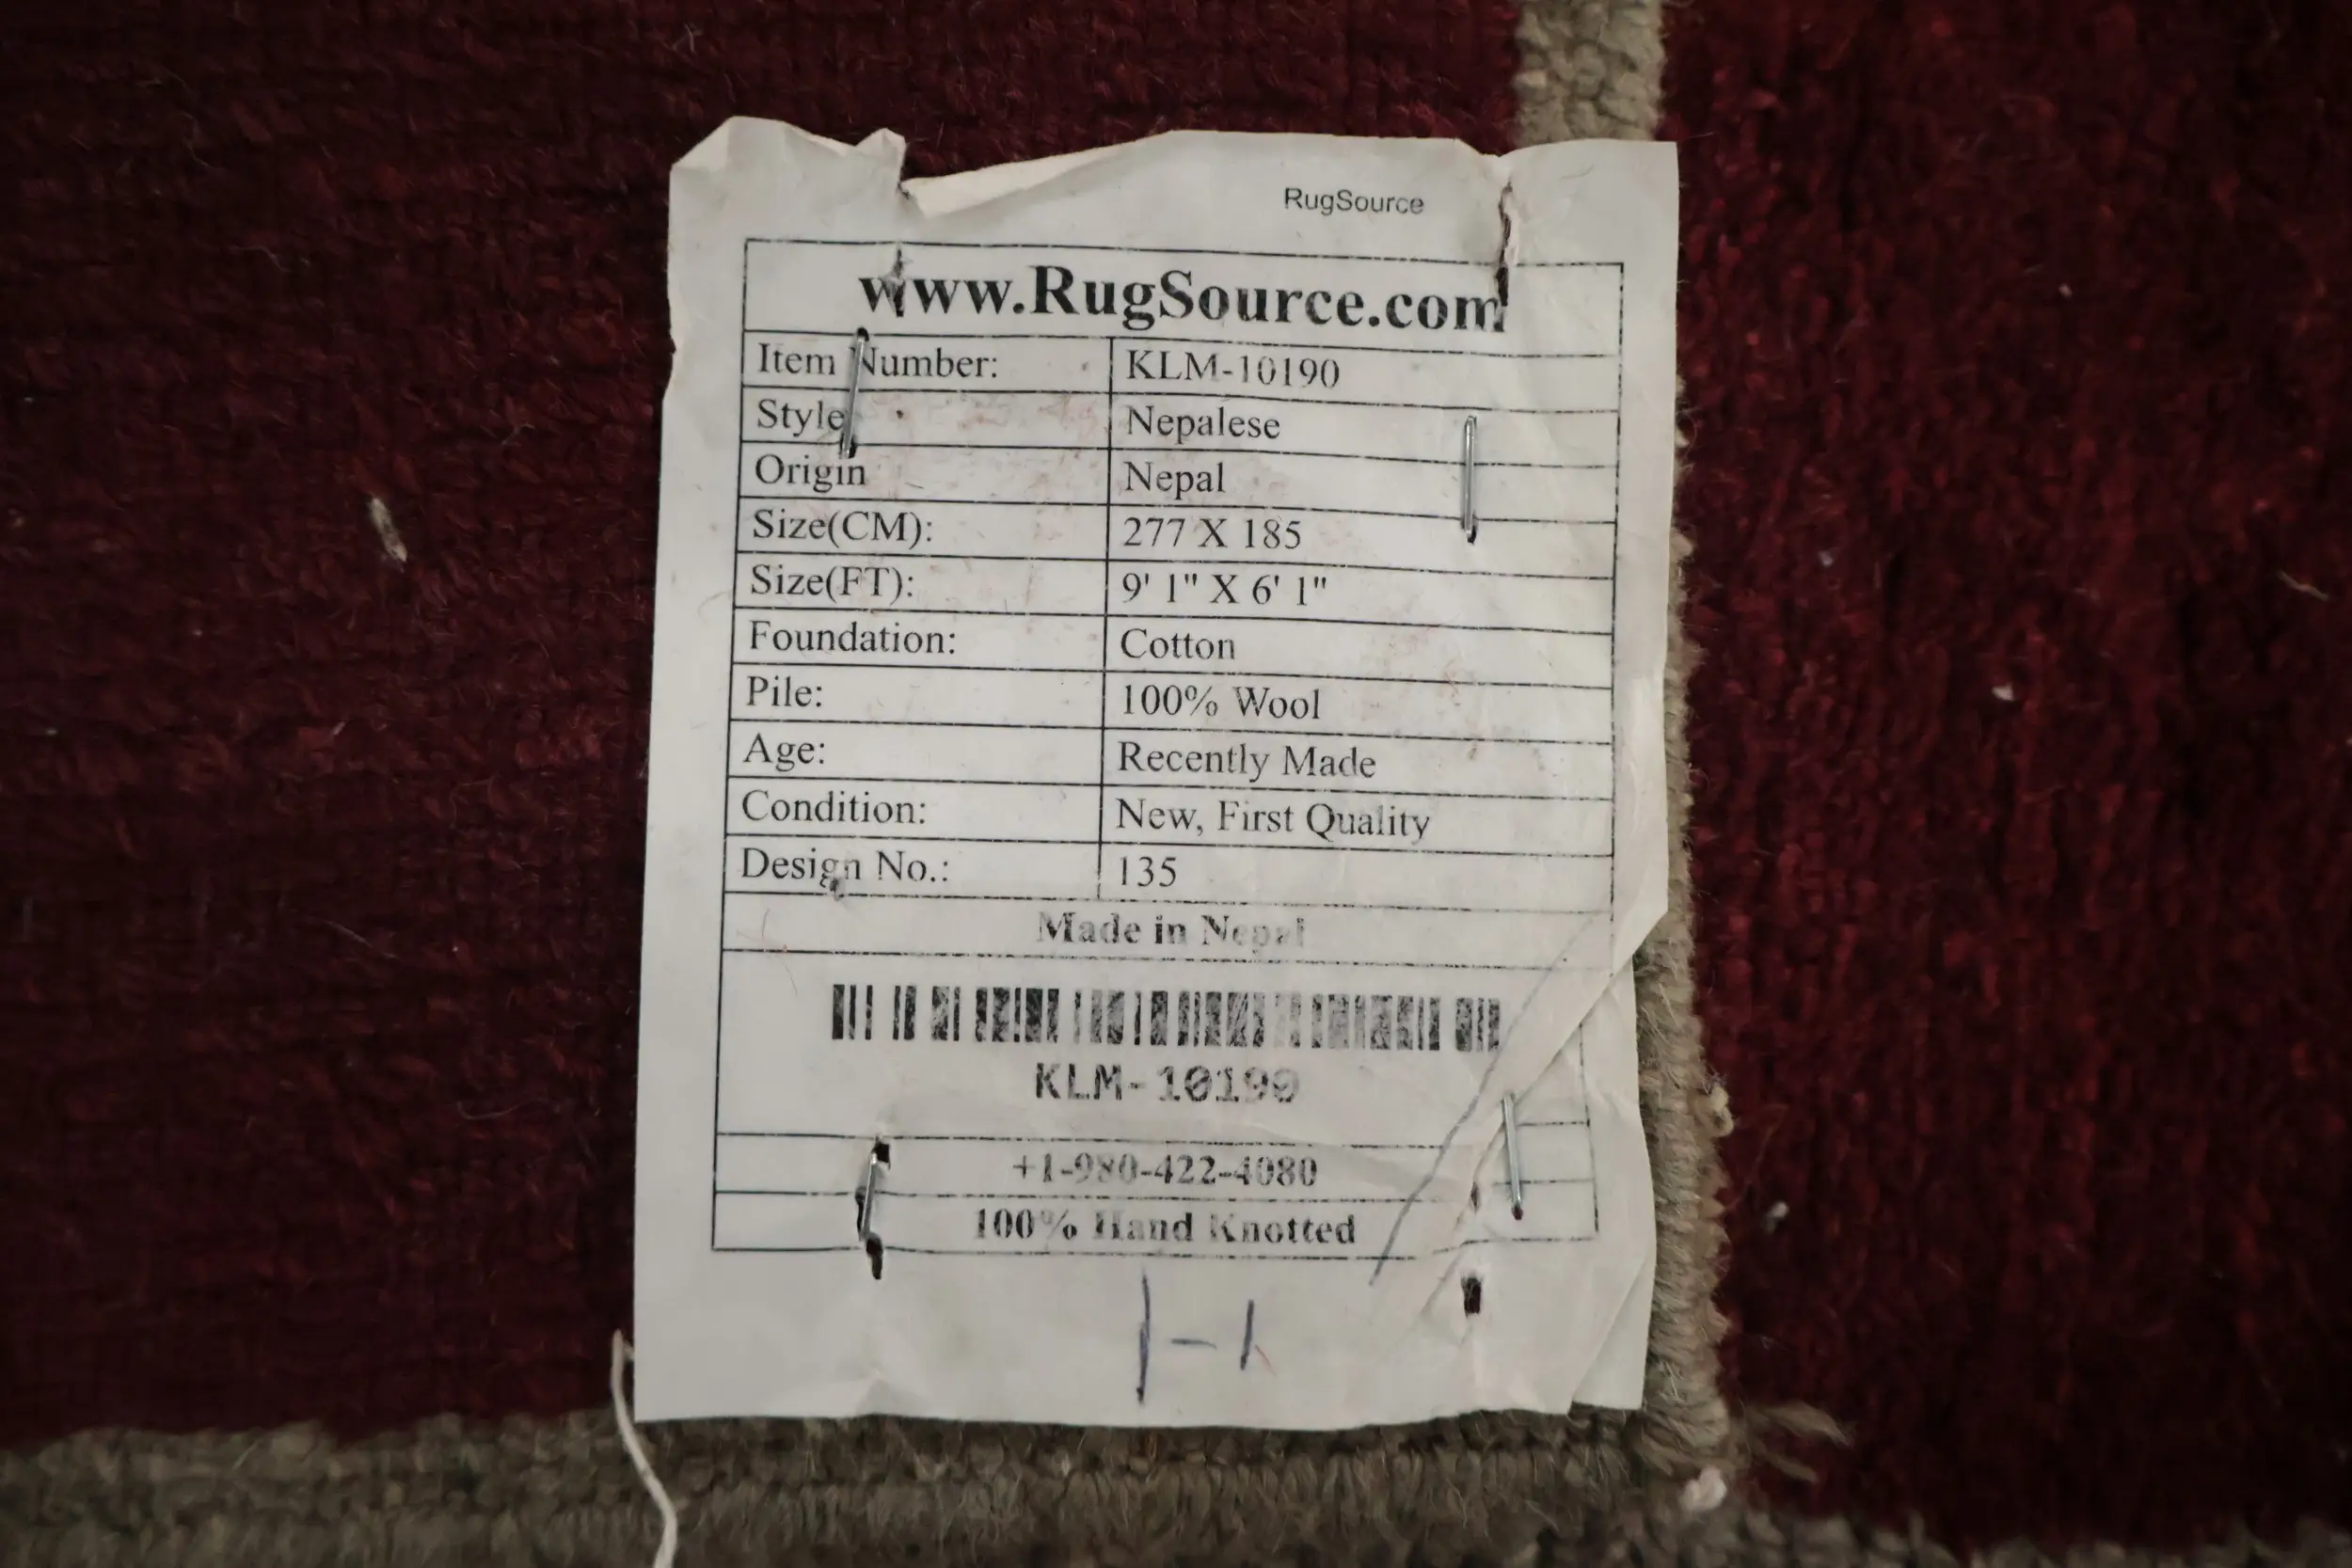 RugSource
www.RugSource.com
Item Number: KLM-10190
Style Nepalese
Origin Nepal
Size(CM): 277 X 185
Size(FT): 9' 1" X 6' 1"
Foundation: Cotton
Pile: 100% Wool
Age: Recently Made
Condition: New, First Quality
Design No.: 135
Made in Nepal
KLM-10190
+1-980-422-4080
100% Hand Knotted
1-1